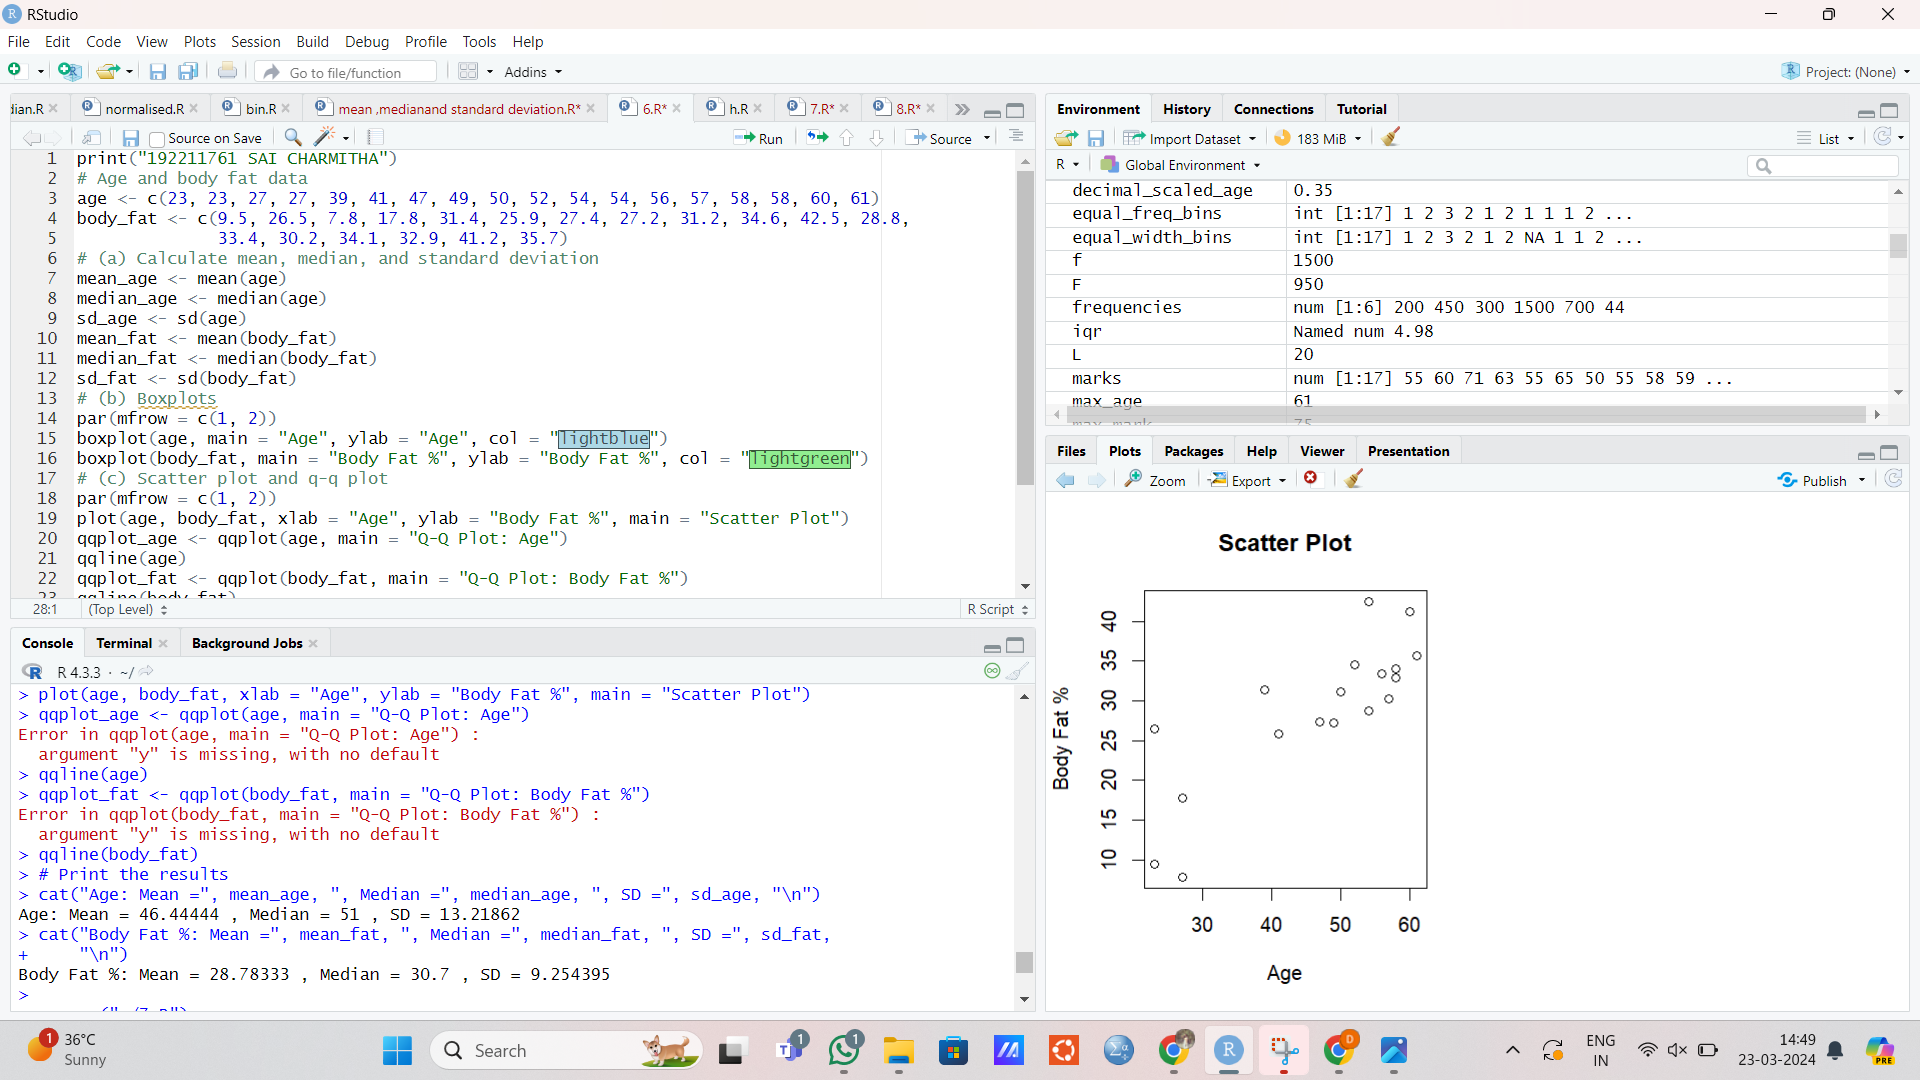 RStudio
File Edit Code View Plots Session Build Debug Profile Tools Help
Go to file/function
Addins
Project: (None)
dian.R
normalised.R
bin.R
mean ,medianand standard deviation.R*
6.R*
h.R
7.R*
8.R*
Source on Save
Run
Source
1 print("192211761 SAI CHARMITHA")
2 # Age and body fat data
3 age <- c(23, 23, 27, 27, 39, 41, 47, 49, 50, 52, 54, 54, 56, 57, 58, 58, 60, 61)
4 body_fat <- c(9.5, 26.5, 7.8, 17.8, 31.4, 25.9, 27.4, 27.2, 31.2, 34.6, 42.5, 28.8,
5 33.4, 30.2, 34.1, 32.9, 41.2, 35.7)
6 # (a) Calculate mean, median, and standard deviation
7 mean_age <- mean(age)
8 median_age <- median(age)
9 sd_age <- sd(age)
10 mean_fat <- mean(body_fat)
11 median_fat <- median(body_fat)
12 sd_fat <- sd(body_fat)
13 # (b) Boxplots
14 par(mfrow = c(1, 2))
15 boxplot(age, main = "Age", ylab = "Age", col = "lightblue")
16 boxplot(body_fat, main = "Body Fat %", ylab = "Body Fat %", col = "lightgreen")
17 # (c) Scatter plot and q-q plot
18 par(mfrow = c(1, 2))
19 plot(age, body_fat, xlab = "Age", ylab = "Body Fat %", main = "Scatter Plot")
20 qqplot_age <- qqplot(age, main = "Q-Q Plot: Age")
21 qqline(age)
22 qqplot_fat <- qqplot(body_fat, main = "Q-Q Plot: Body Fat %")
23 qqline(body_fat)
28:1 (Top Level) R Script
Console Terminal Background Jobs
R 4.3.3 · ~/
> plot(age, body_fat, xlab = "Age", ylab = "Body Fat %", main = "Scatter Plot")
> qqplot_age <- qqplot(age, main = "Q-Q Plot: Age")
Error in qqplot(age, main = "Q-Q Plot: Age") :
argument "y" is missing, with no default
> qqline(age)
> qqplot_fat <- qqplot(body_fat, main = "Q-Q Plot: Body Fat %")
Error in qqplot(body_fat, main = "Q-Q Plot: Body Fat %") :
argument "y" is missing, with no default
> qqline(body_fat)
> # Print the results
> cat("Age: Mean =", mean_age, ", Median =", median_age, ", SD =", sd_age, "\n")
Age: Mean = 46.44444 , Median = 51 , SD = 13.21862
> cat("Body Fat %: Mean =", mean_fat, ", Median =", median_fat, ", SD =", sd_fat,
+ "\n")
Body Fat %: Mean = 28.78333 , Median = 30.7 , SD = 9.254395
>
Environment History Connections Tutorial
Import Dataset
183 MiB
List
R
Global Environment
decimal_scaled_age 0.35
equal_freq_bins int [1:17] 1 2 3 2 1 2 1 1 1 2 ...
equal_width_bins int [1:17] 1 2 3 2 1 2 NA 1 1 2 ...
f 1500
F 950
frequencies num [1:6] 200 450 300 1500 700 44
iqr Named num 4.98
L 20
marks num [1:17] 55 60 71 63 55 65 50 55 58 59 ...
max_age 61
Files Plots Packages Help Viewer Presentation
Zoom
Export
Publish
Scatter Plot
Body Fat %
40
35
30
25
20
15
10
30 40 50 60
Age
1
36°C
Sunny
Search
1
1
D
ENG
IN
14:49
23-03-2024
PRE